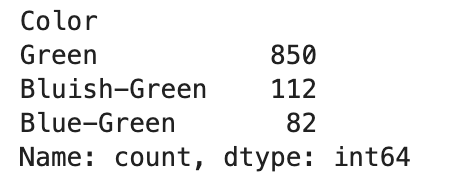 Color
Green           850
Bluish-Green    112
Blue-Green       82
Name: count, dtype: int64